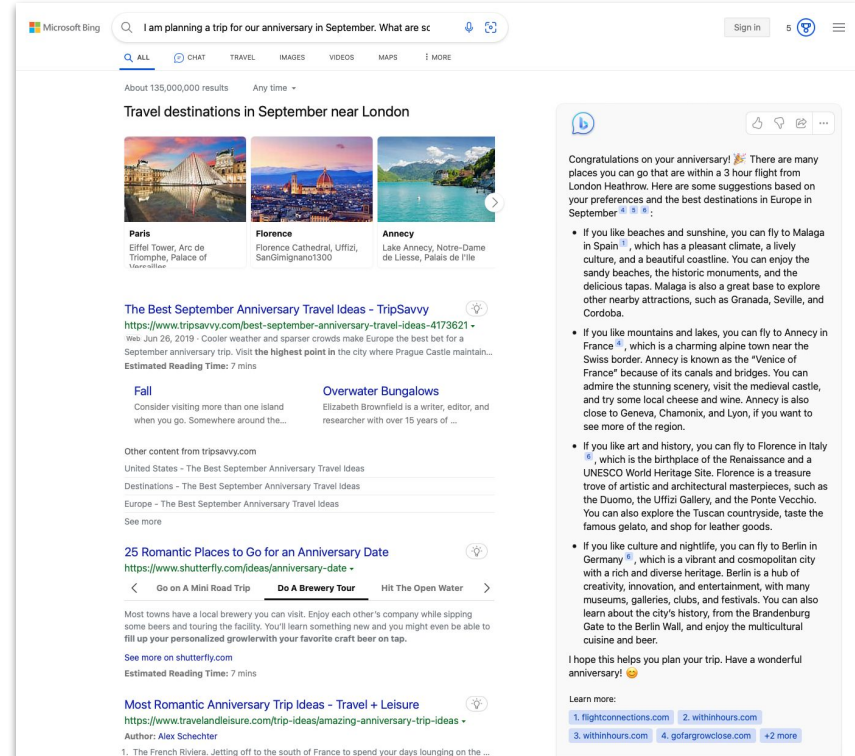 Microsoft Bing
I am planning a trip for our anniversary in September. What are sc
Sign in
5
ALL
CHAT
TRAVEL
IMAGES
VIDEOS
MAPS
MORE
About 135,000,000 results
Any time
Travel destinations in September near London
Paris
Eiffel Tower, Arc de
Triomphe, Palace of
Versailles
Florence
Florence Cathedral, Uffizi,
SanGimignano1300
Annecy
Lake Annecy, Notre-Dame
de Liesse, Palais de l'Ile
The Best September Anniversary Travel Ideas - TripSavvy
https://www.tripsavvy.com/best-september-anniversary-travel-ideas-4173621
Web Jun 26, 2019 · Cooler weather and sparser crowds make Europe the best bet for a
September anniversary trip. Visit the highest point in the city where Prague Castle maintain...
Estimated Reading Time: 7 mins
Fall
Consider visiting more than one island
when you go. Somewhere around the...
Overwater Bungalows
Elizabeth Brownfield is a writer, editor, and
researcher with over 15 years of ...
Other content from tripsavvy.com
United States - The Best September Anniversary Travel Ideas
Destinations - The Best September Anniversary Travel Ideas
Europe - The Best September Anniversary Travel Ideas
See more
25 Romantic Places to Go for an Anniversary Date
https://www.shutterfly.com/ideas/anniversary-date
Go on A Mini Road Trip
Do A Brewery Tour
Hit The Open Water
Most towns have a local brewery you can visit. Enjoy each other's company while sipping
some beers and touring the facility. You'll learn something new and you might even be able to
fill up your personalized growlerwith your favorite craft beer on tap.
See more on shutterfly.com
Estimated Reading Time: 7 mins
Most Romantic Anniversary Trip Ideas - Travel + Leisure
https://www.travelandleisure.com/trip-ideas/amazing-anniversary-trip-ideas
Author: Alex Schechter
1. The French Riviera. Jetting off to the south of France to spend your days lounging on the ...
b
Congratulations on your anniversary! 🎉 There are many
places you can go that are within a 3 hour flight from
London Heathrow. Here are some suggestions based on
your preferences and the best destinations in Europe in
September 4 5 6 :
• If you like beaches and sunshine, you can fly to Malaga
in Spain 1 , which has a pleasant climate, a lively
culture, and a beautiful coastline. You can enjoy the
sandy beaches, the historic monuments, and the
delicious tapas. Malaga is also a great base to explore
other nearby attractions, such as Granada, Seville, and
Cordoba.
• If you like mountains and lakes, you can fly to Annecy in
France 4 , which is a charming alpine town near the
Swiss border. Annecy is known as the "Venice of
France" because of its canals and bridges. You can
admire the stunning scenery, visit the medieval castle,
and try some local cheese and wine. Annecy is also
close to Geneva, Chamonix, and Lyon, if you want to
see more of the region.
• If you like art and history, you can fly to Florence in Italy
6 , which is the birthplace of the Renaissance and a
UNESCO World Heritage Site. Florence is a treasure
trove of artistic and architectural masterpieces, such as
the Duomo, the Uffizi Gallery, and the Ponte Vecchio.
You can also explore the Tuscan countryside, taste the
famous gelato, and shop for leather goods.
• If you like culture and nightlife, you can fly to Berlin in
Germany 6 , which is a vibrant and cosmopolitan city
with a rich and diverse heritage. Berlin is a hub of
creativity, innovation, and entertainment, with many
museums, galleries, clubs, and festivals. You can also
learn about the city's history, from the Brandenburg
Gate to the Berlin Wall, and enjoy the multicultural
cuisine and beer.
I hope this helps you plan your trip. Have a wonderful
anniversary! 😊
Learn more:
1. flightconnections.com
2. withinhours.com
3. withinhours.com
4. gofargrowclose.com
+2 more